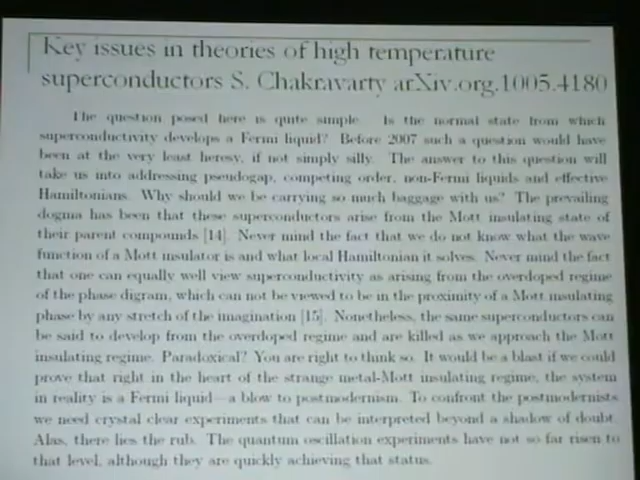 Key issues in theories of high temperature
superconductors S. Chakravarty arXiv.org.1005.4180
The question posed here is quite simple. Is the normal state from which
superconductivity develops a Fermi liquid? Before 2007 such a question would have
been at the very least heresy, if not simply silly. The answer to this question will
take us into addressing pseudogap, competing order, non-Fermi liquids and effective
Hamiltonians. Why should we be carrying so much baggage with us? The prevailing
dogma has been that these superconductors arise from the Mott insulating state of
their parent compounds [14]. Never mind the fact that we do not know what the wave
function of a Mott insulator is and what local Hamiltonian it solves. Never mind the fact
that one can equally well view superconductivity as arising from the overdoped regime
of the phase digram, which can not be viewed to be in the proximity of a Mott insulating
phase by any stretch of the imagination [15]. Nonetheless, the same superconductors can
be said to develop from the overdoped regime and are killed as we approach the Mott
insulating regime. Paradoxical? You are right to think so. It would be a blast if we could
prove that right in the heart of the strange metal-Mott insulating regime, the system
in reality is a Fermi liquid—a blow to postmodernism. To confront the postmodernists
we need crystal clear experiments that can be interpreted beyond a shadow of doubt.
Alas, there lies the rub. The quantum oscillation experiments have not so far risen to
that level, although they are quickly achieving that status.